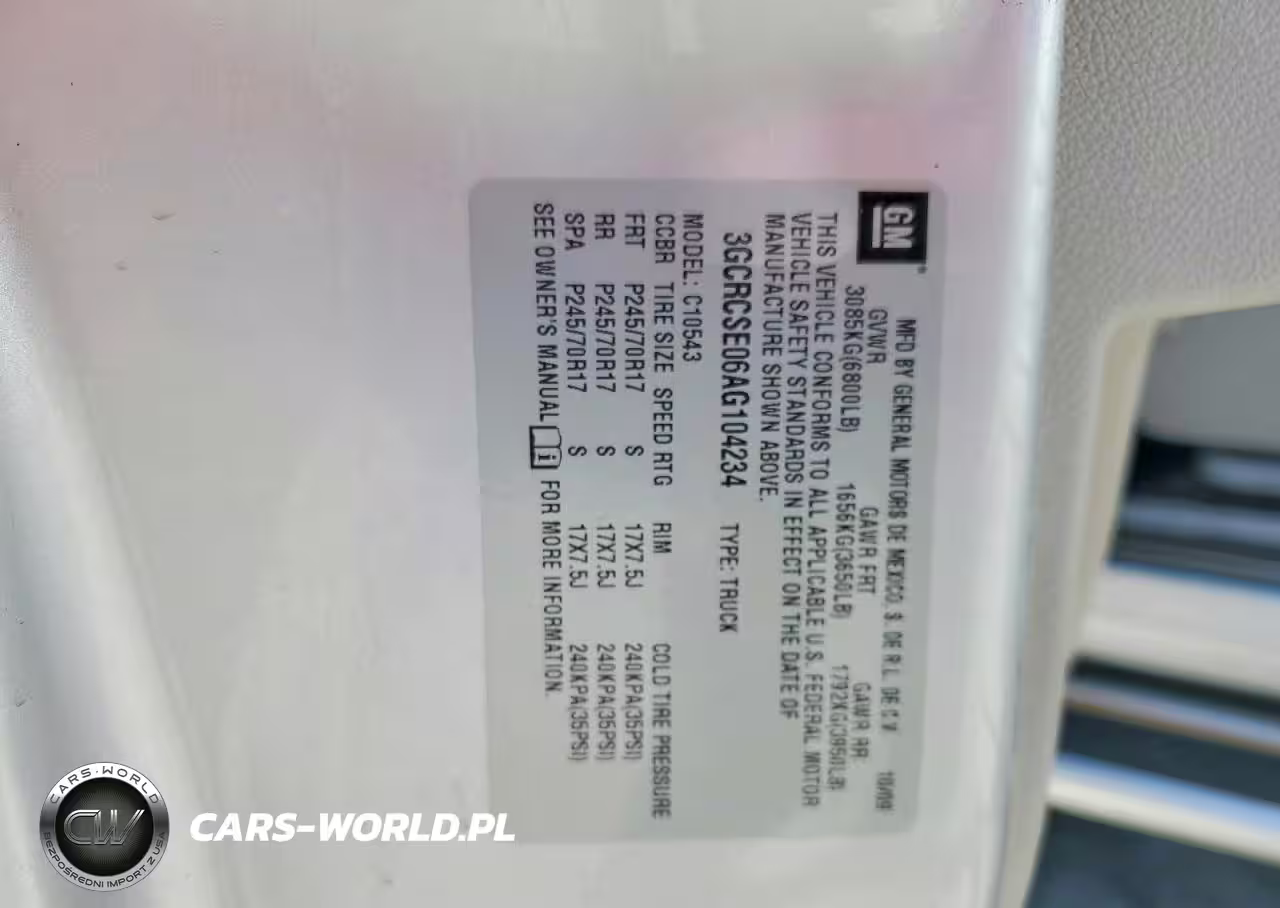 GM
MFD BY GENERAL MOTORS DE MEXICO, S. DE R.L. DE C.V. 10/09
GVWR GAWR FRT GAWR RR
3085KG(6800LB) 1656KG(3650LB) 1792KG(3950LB)
THIS VEHICLE CONFORMS TO ALL APPLICABLE U.S. FEDERAL MOTOR
VEHICLE SAFETY STANDARDS IN EFFECT ON THE DATE OF
MANUFACTURE SHOWN ABOVE.
3GCRCSE06AG104234 TYPE: TRUCK
MODEL: C10543
CCBR TIRE SIZE SPEED RTG RIM COLD TIRE PRESSURE
FRT P245/70R17 S 17X7.5J 240KPA(35PSI)
RR P245/70R17 S 17X7.5J 240KPA(35PSI)
SPA P245/70R17 S 17X7.5J 240KPA(35PSI)
SEE OWNER'S MANUAL i FOR MORE INFORMATION.
CARS-WORLD
CW
BEZPOŚREDNI IMPORT Z USA
CARS-WORLD.PL